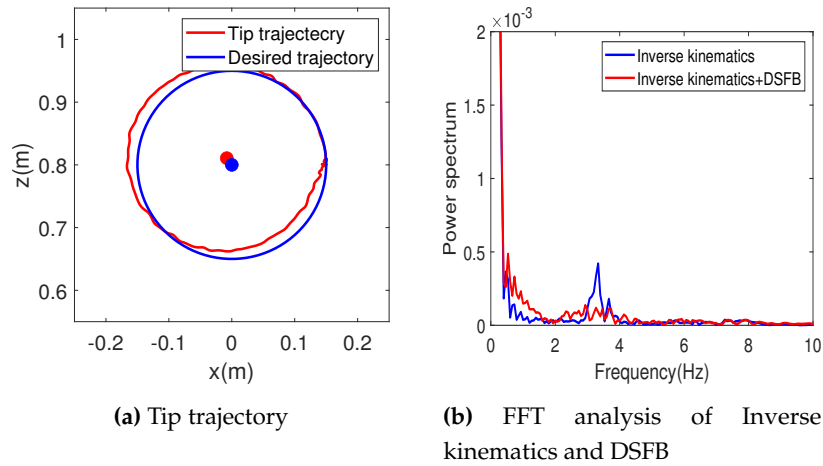 Tip trajectecry
Desired trajectory
1
0.9
0.8
0.7
0.6
z(m)
-0.2
-0.1
0
0.1
0.2
x(m)
(a) Tip trajectory
×10⁻³
Inverse kinematics
Inverse kinematics+DSFB
2
1.5
1
0.5
0
Power spectrum
0
2
4
6
8
10
Frequency(Hz)
(b) FFT analysis of Inverse
kinematics and DSFB